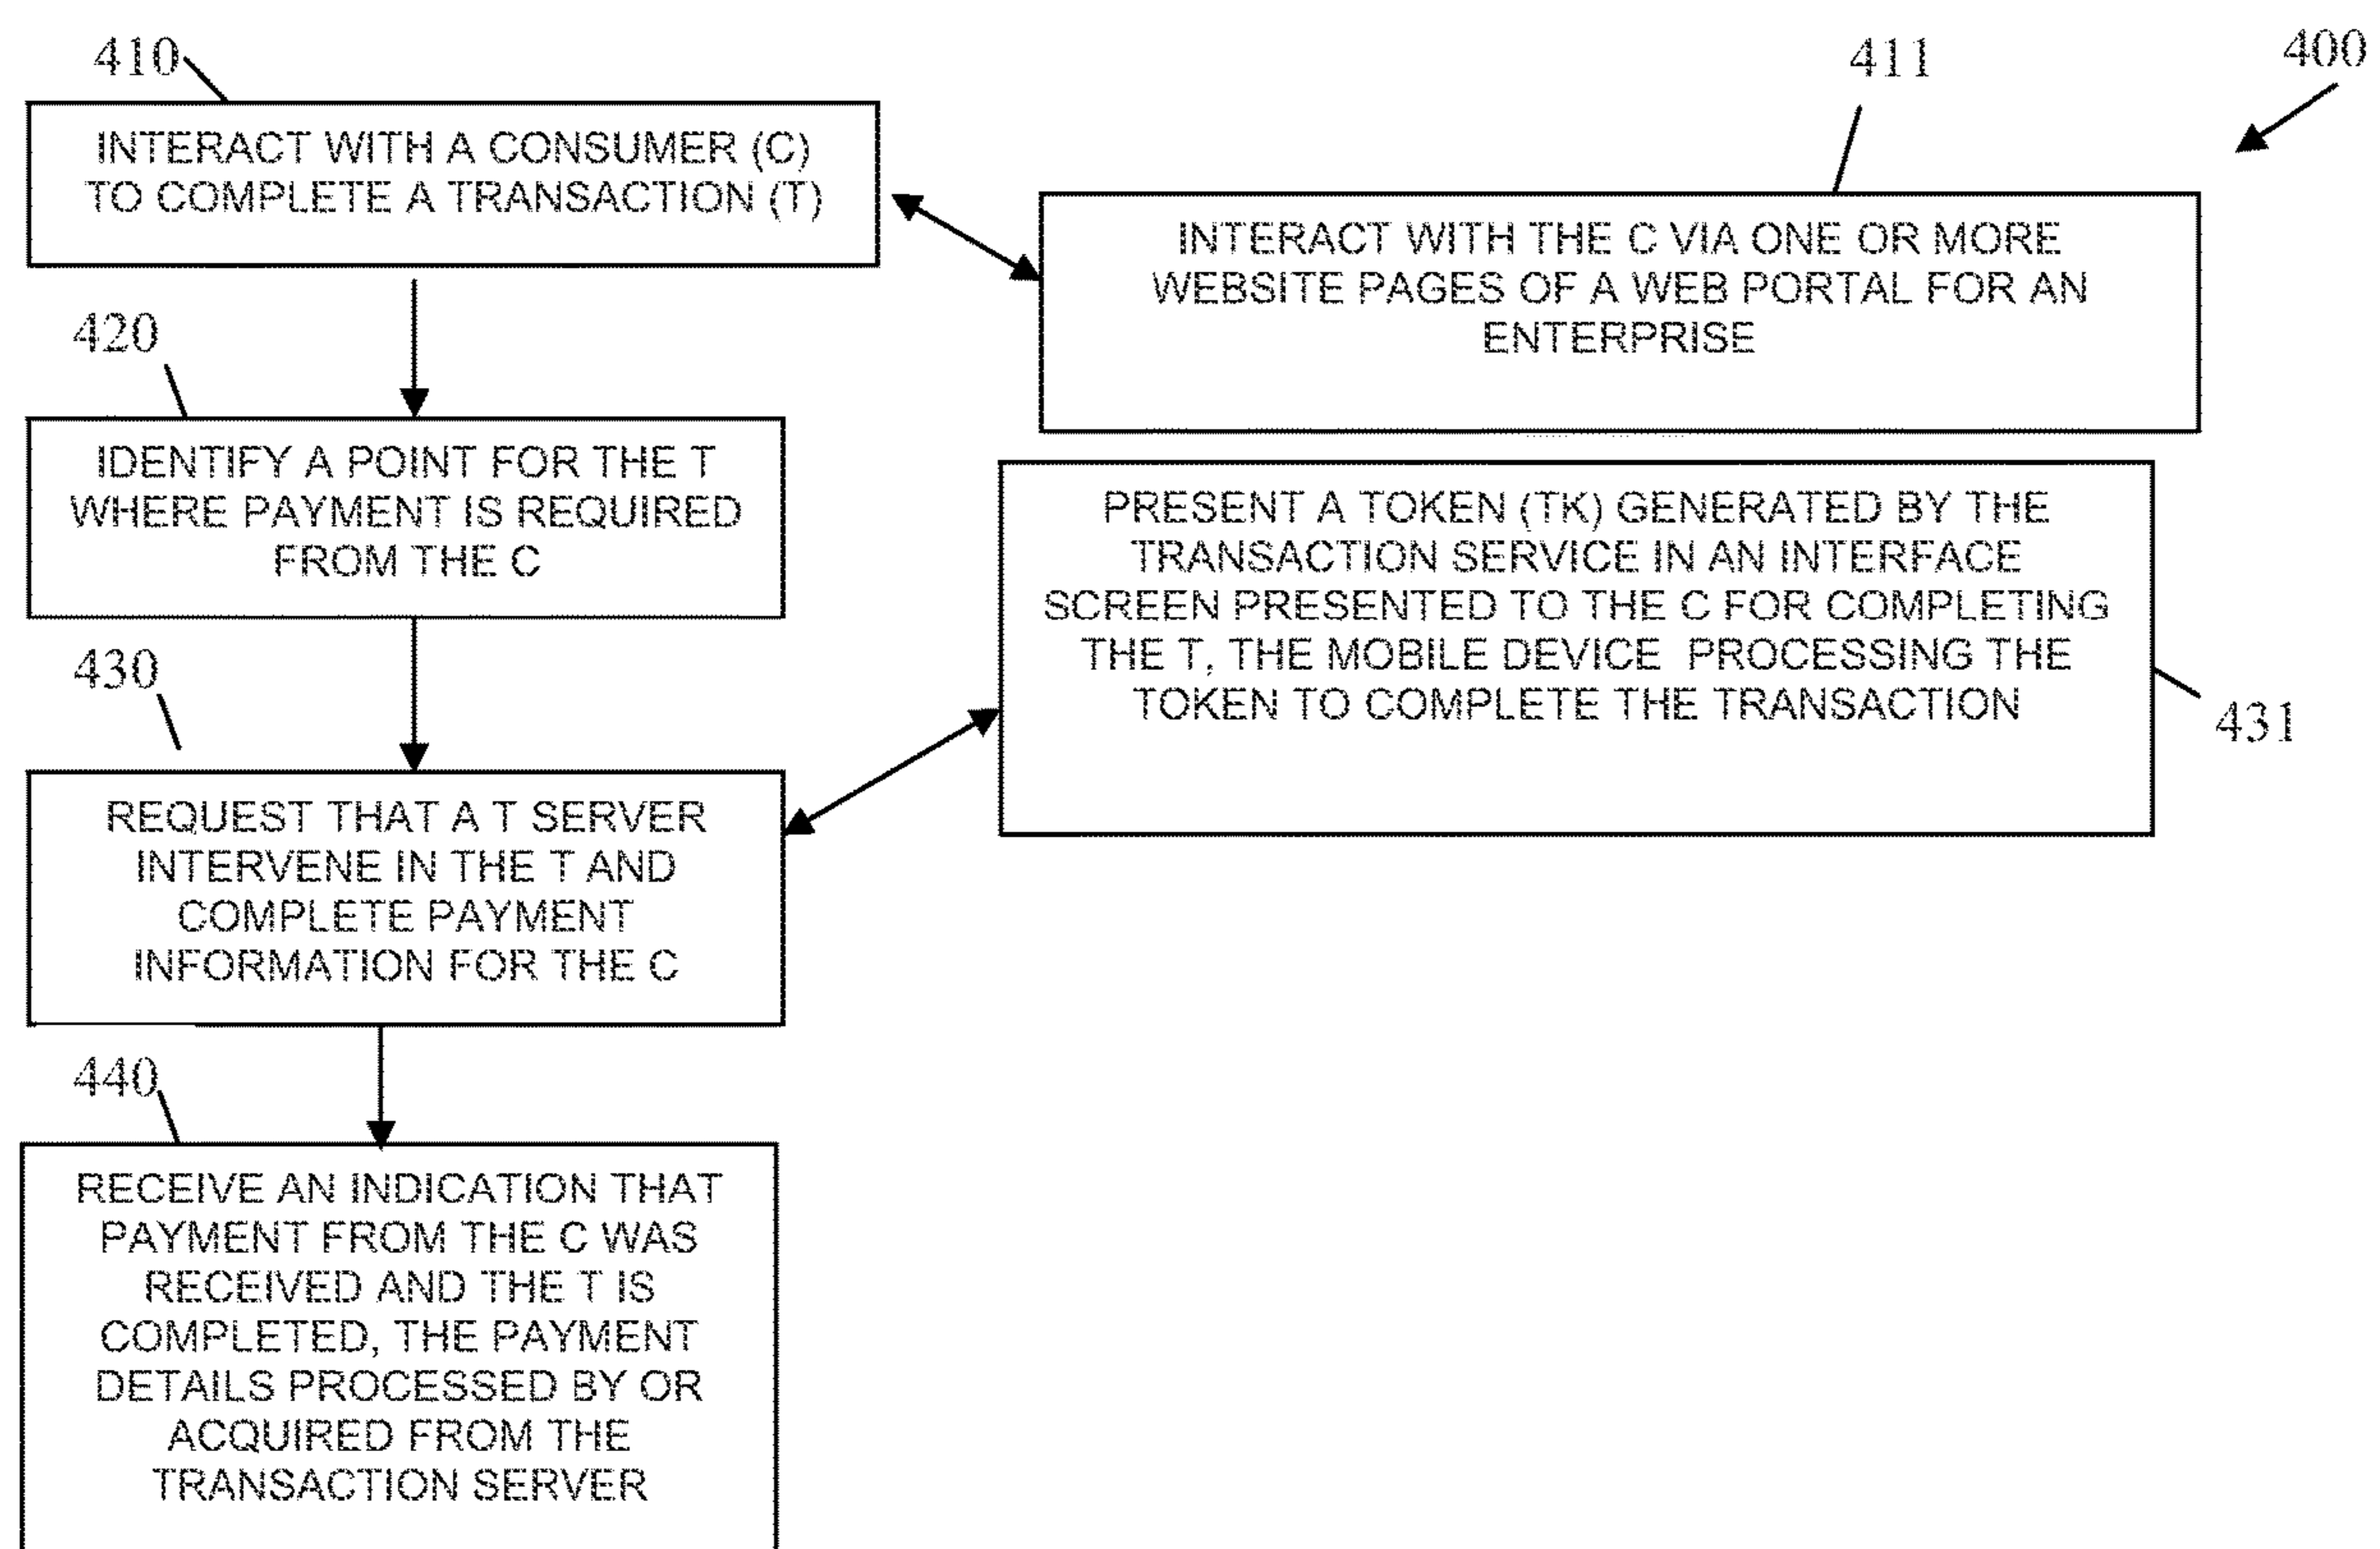 410
INTERACT WITH A CONSUMER (C)
TO COMPLETE A TRANSACTION (T)
411
400
INTERACT WITH THE C VIA ONE OR MORE
WEBSITE PAGES OF A WEB PORTAL FOR AN
ENTERPRISE
420
IDENTIFY A POINT FOR THE T
WHERE PAYMENT IS REQUIRED
FROM THE C
PRESENT A TOKEN (TK) GENERATED BY THE
TRANSACTION SERVICE IN AN INTERFACE
SCREEN PRESENTED TO THE C FOR COMPLETING
THE T, THE MOBILE DEVICE PROCESSING THE
TOKEN TO COMPLETE THE TRANSACTION
431
430
REQUEST THAT A T SERVER
INTERVENE IN THE T AND
COMPLETE PAYMENT
INFORMATION FOR THE C
440
RECEIVE AN INDICATION THAT
PAYMENT FROM THE C WAS
RECEIVED AND THE T IS
COMPLETED, THE PAYMENT
DETAILS PROCESSED BY OR
ACQUIRED FROM THE
TRANSACTION SERVER